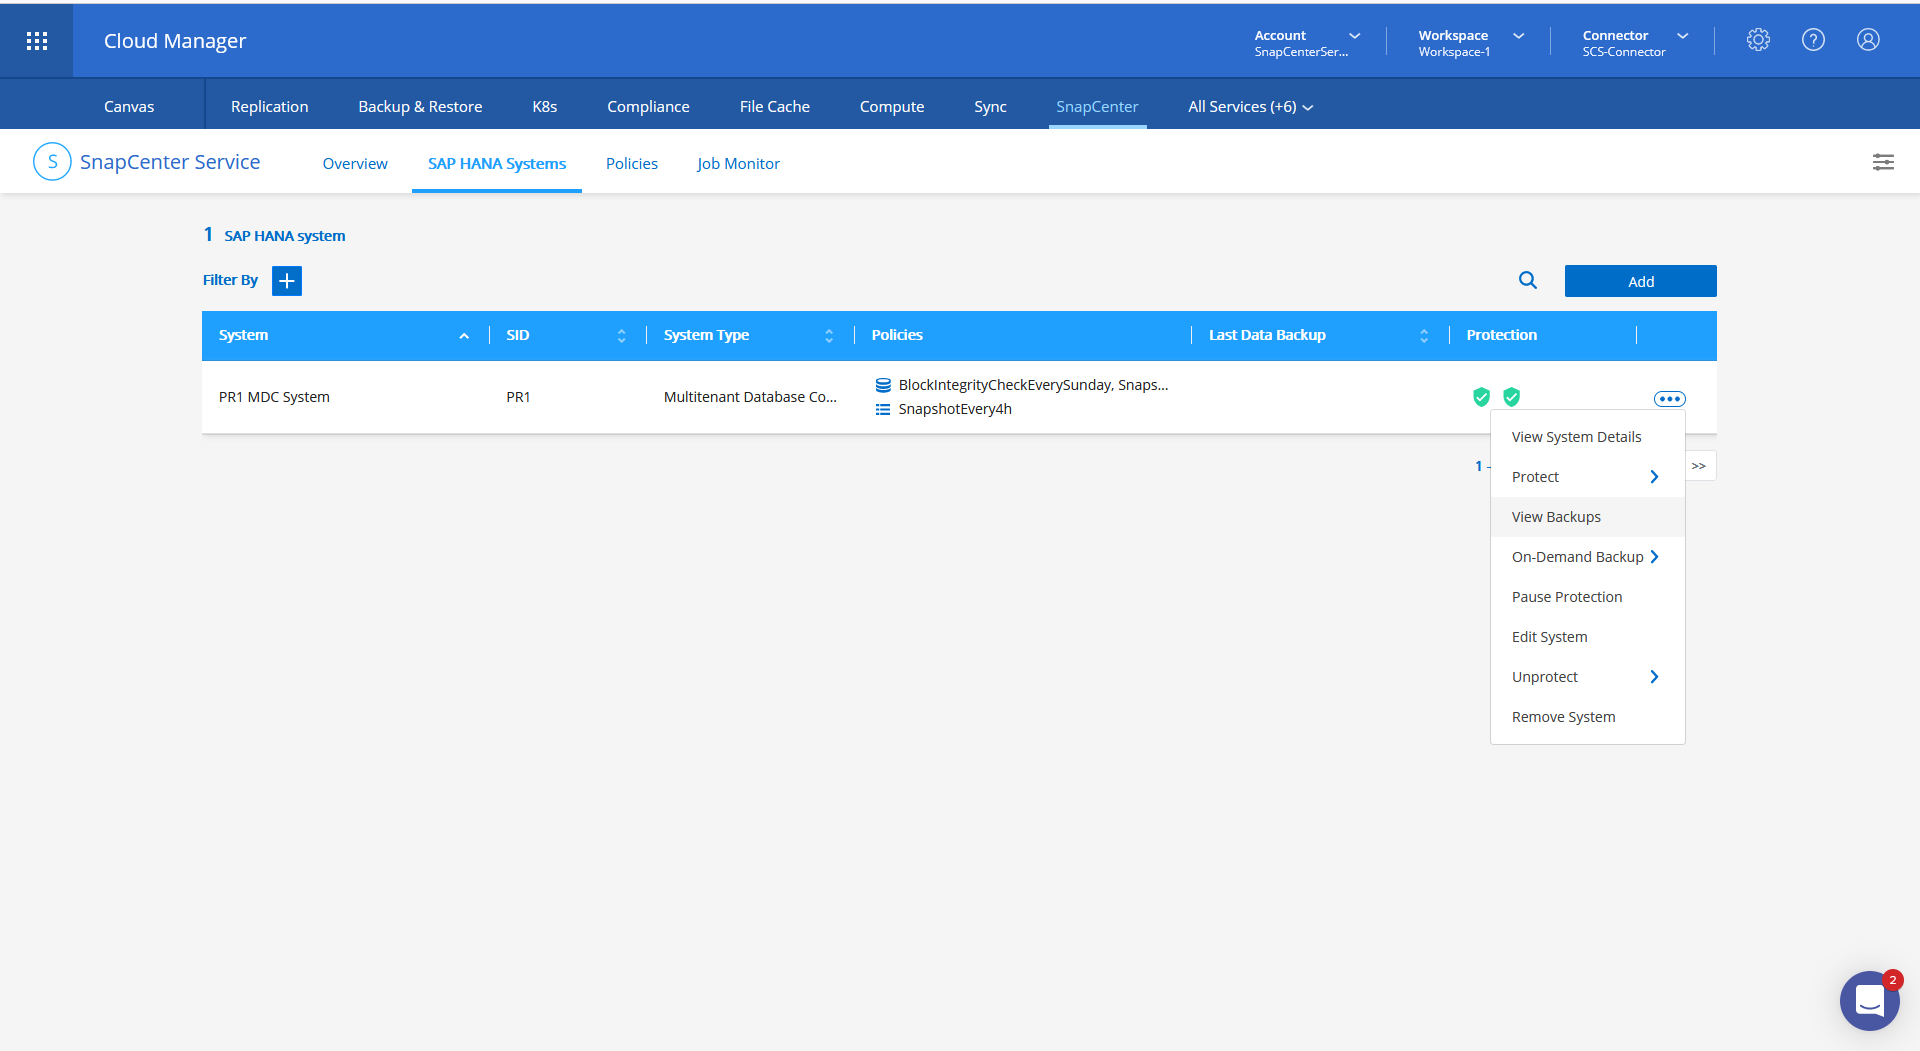 Cloud Manager
Account
SnapCenterSer...
Workspace
Workspace-1
Connector
SCS-Connector
?
Canvas
Replication
Backup & Restore
K8s
Compliance
File Cache
Compute
Sync
SnapCenter
All Services (+6)
S
SnapCenter Service
Overview
SAP HANA Systems
Policies
Job Monitor
1 SAP HANA system
Filter By
+
Add
System
SID
System Type
Policies
Last Data Backup
Protection
PR1 MDC System
PR1
Multitenant Database Co...
BlockIntegrityCheckEverySunday, Snaps...
SnapshotEvery4h
1 -
>>
View System Details
Protect
View Backups
On-Demand Backup
Pause Protection
Edit System
Unprotect
Remove System
2